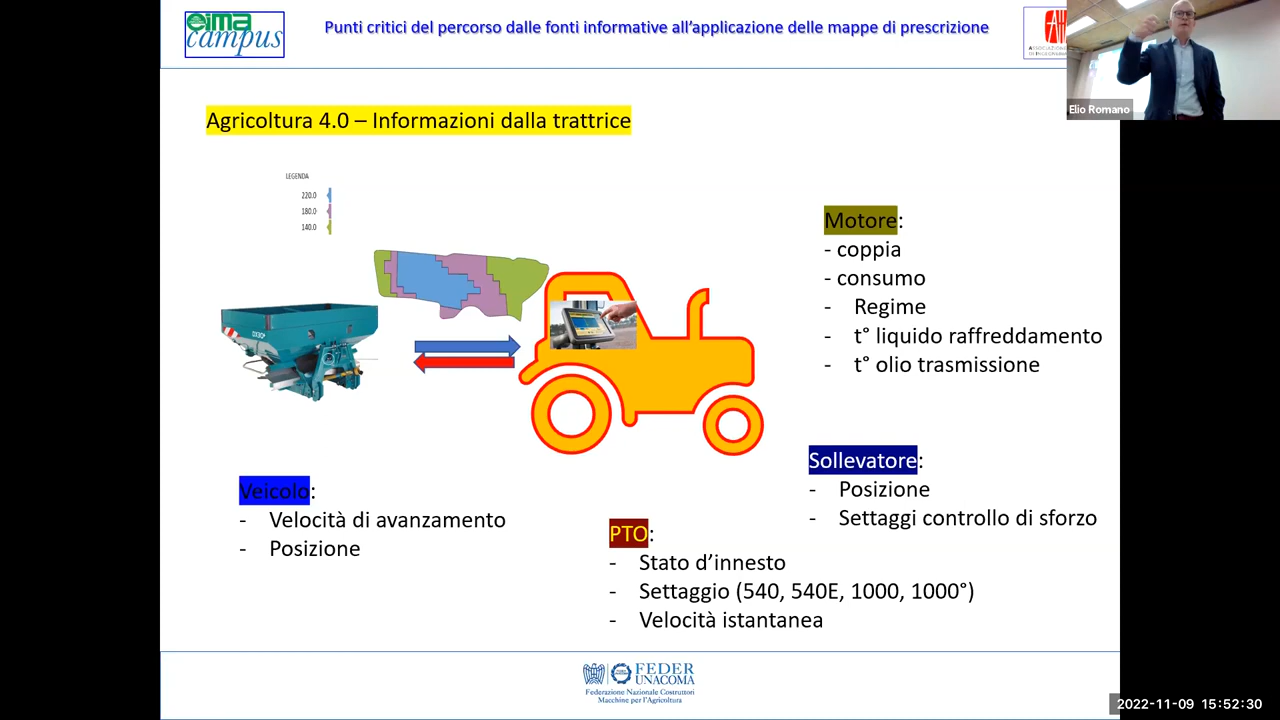 eima
campus
Punti critici del percorso dalle fonti informative all'applicazione delle mappe di prescrizione
Elio Romano
Agricoltura 4.0 – Informazioni dalla trattrice
LEGENDA
220.0
180.0
140.0
Motore:
- coppia
- consumo
- Regime
- t° liquido raffreddamento
- t° olio trasmissione
Sollevatore:
- Posizione
- Settaggi controllo di sforzo
Veicolo:
- Velocità di avanzamento
- Posizione
PTO:
- Stato d'innesto
- Settaggio (540, 540E, 1000, 1000°)
- Velocità istantanea
FEDER
UNACOMA
Federazione Nazionale Costruttori
Macchine per l'Agricoltura
2022-11-09 15:52:30